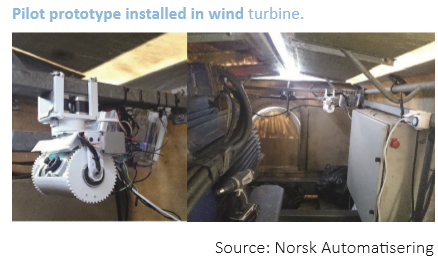 Pilot prototype installed in wind turbine.
Source: Norsk Automatisering